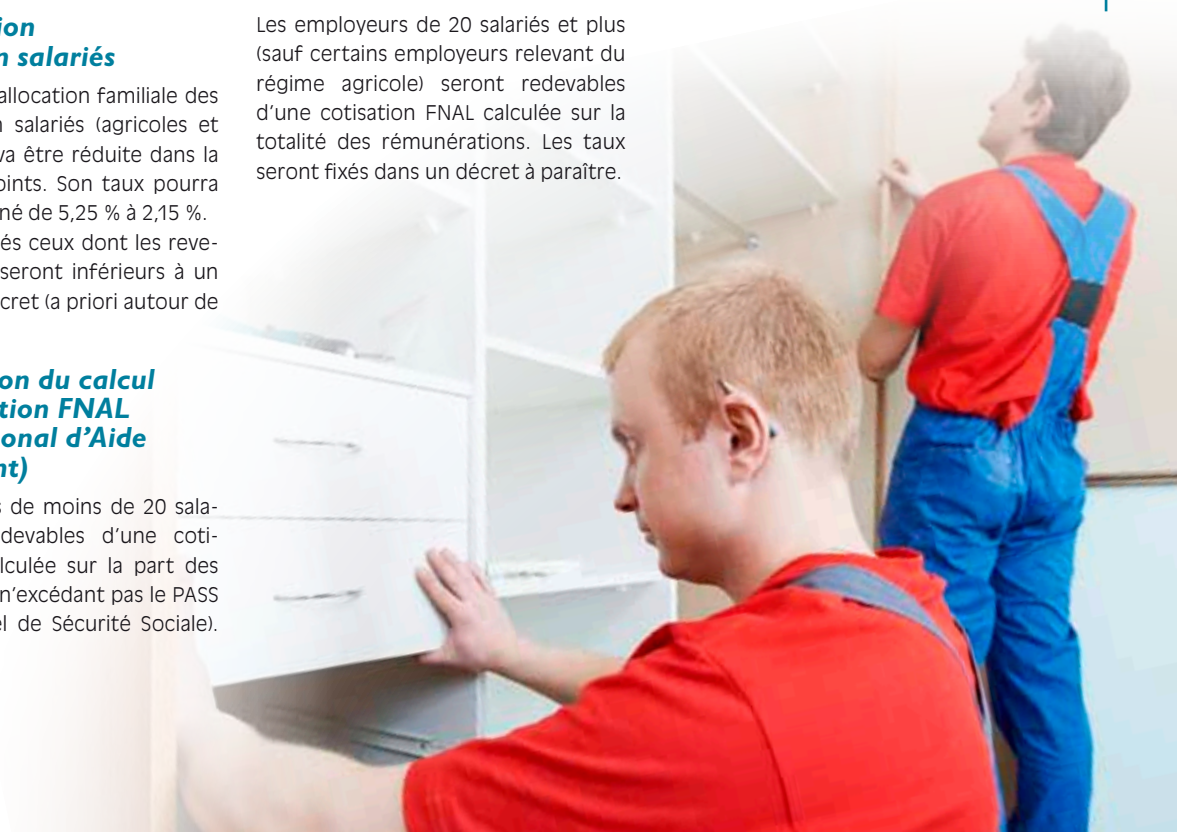 ion
n salariés
allocation familiale des
n salariés (agricoles et
va être réduite dans la
oints. Son taux pourra
né de 5,25 % à 2,15 %.
és ceux dont les reve-
seront inférieurs à un
cret (a priori autour de
on du calcul
tion FNAL
onal d’Aide
nt)
s de moins de 20 sala-
devables d’une coti-
lculée sur la part des
n’excédant pas le PASS
el de Sécurité Sociale).
Les employeurs de 20 salariés et plus
(sauf certains employeurs relevant du
régime agricole) seront redevables
d’une cotisation FNAL calculée sur la
totalité des rémunérations. Les taux
seront fixés dans un décret à paraître.